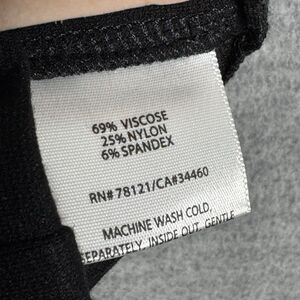 69% VISCOSE
25% NYLON
6% SPANDEX
RN# 78121/CA#34460
MACHINE WASH COLD,
SEPARATELY, INSIDE OUT, GENTLE